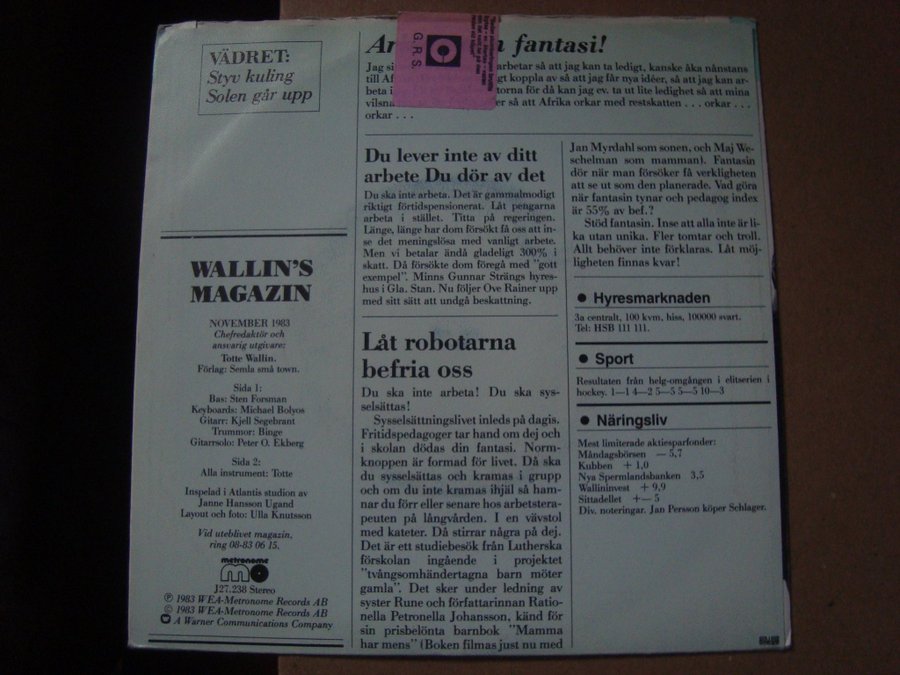 VÄDRET:
Styv kuling
Solen går upp
WALLIN'S
MAGAZIN
NOVEMBER 1983
Chefredaktör och
ansvarig utgivare:
Totte Wallin.
Förlag: Semla små town.
Sida 1:
Bas: Sten Forsman
Keyboards: Michael Bolyos
Gitarr: Kjell Segebrant
Trummor: Binge
Gitarrsolo: Peter O. Ekberg
Sida 2:
Alla instrument: Totte
Inspelad i Atlantis studion av
Janne Hansson Ugand
Layout och foto: Ulla Knutsson
Vid uteblivet magazin,
ring 08-83 06 15.
metronome
J27.238 Stereo
℗ 1983 WEA-Metronome Records AB
© 1983 WEA-Metronome Records AB
A Warner Communications Company
G.R.S.
fantasi!
Jag arbetar så att jag kan ta ledigt, kanske åka nånstans
till koppla av så att jag får nya idéer, så att jag kan ar-
beta torna för då kan jag ev. ta ut lite ledighet så att mina
vilsna er så att Afrika orkar med restskatten . . . orkar . . .
orkar . . .
Du lever inte av ditt
arbete Du dör av det
Du ska inte arbeta. Det är gammalmodigt
riktigt förtidspensionerat. Låt pengarna
arbeta i stället. Titta på regeringen.
Länge, länge har dom försökt få oss att in-
se det meningslösa med vanligt arbete.
Men vi betalar ändå gladeligt 300% i
skatt. Då försökte dom föregå med "gott
exempel". Minns Gunnar Strängs hyres-
hus i Gla. Stan. Nu följer Ove Rainer upp
med sitt sätt att undgå beskattning.
Låt robotarna
befria oss
Du ska inte arbeta! Du ska sys-
selsättas!
Sysselsättningslivet inleds på dagis.
Fritidspedagoger tar hand om dej och
i skolan dödas din fantasi. Norm-
knoppen är formad för livet. Då ska
du sysselsättas och kramas i grupp
och om du inte kramas ihjäl så ham-
nar du förr eller senare hos arbetstera-
peuten på långvården. I en vävstol
med kateter. Då stirrar några på dej.
Det är ett studiebesök från Lutherska
förskolan ingående i projektet
"tvångsomhändertagna barn möter
gamla". Det sker under ledning av
syster Rune och författarinnan Ratio-
nella Petronella Johansson, känd för
sin prisbelönta barnbok "Mamma
har mens" (Boken filmas just nu med
Jan Myrdahl som sonen, och Maj We-
schelman som mamman). Fantasin
dör när man försöker få verkligheten
att se ut som den planerade. Vad göra
när fantasin tynar och pedagog index
är 55% av bef.?
Stöd fantasin. Inse att alla inte är li-
ka utan unika. Fler tomtar och troll.
Allt behöver inte förklaras. Låt möj-
ligheten finnas kvar!
● Hyresmarknaden
3a centralt, 100 kvm, hiss, 100000 svart.
Tel: HSB 111 111.
● Sport
Resultaten från helg-omgången i elitserien i
hockey. 1—1 4—2 5—5 5—5 10—3
● Näringsliv
Mest limiterade aktiesparfonder:
Måndagsbörsen — 5,7
Kubben + 1,0
Nya Spermlandsbanken 3,5
Wallininvest + 9,9
Sittadellet +— 5
Div. noteringar. Jan Persson köper Schlager.